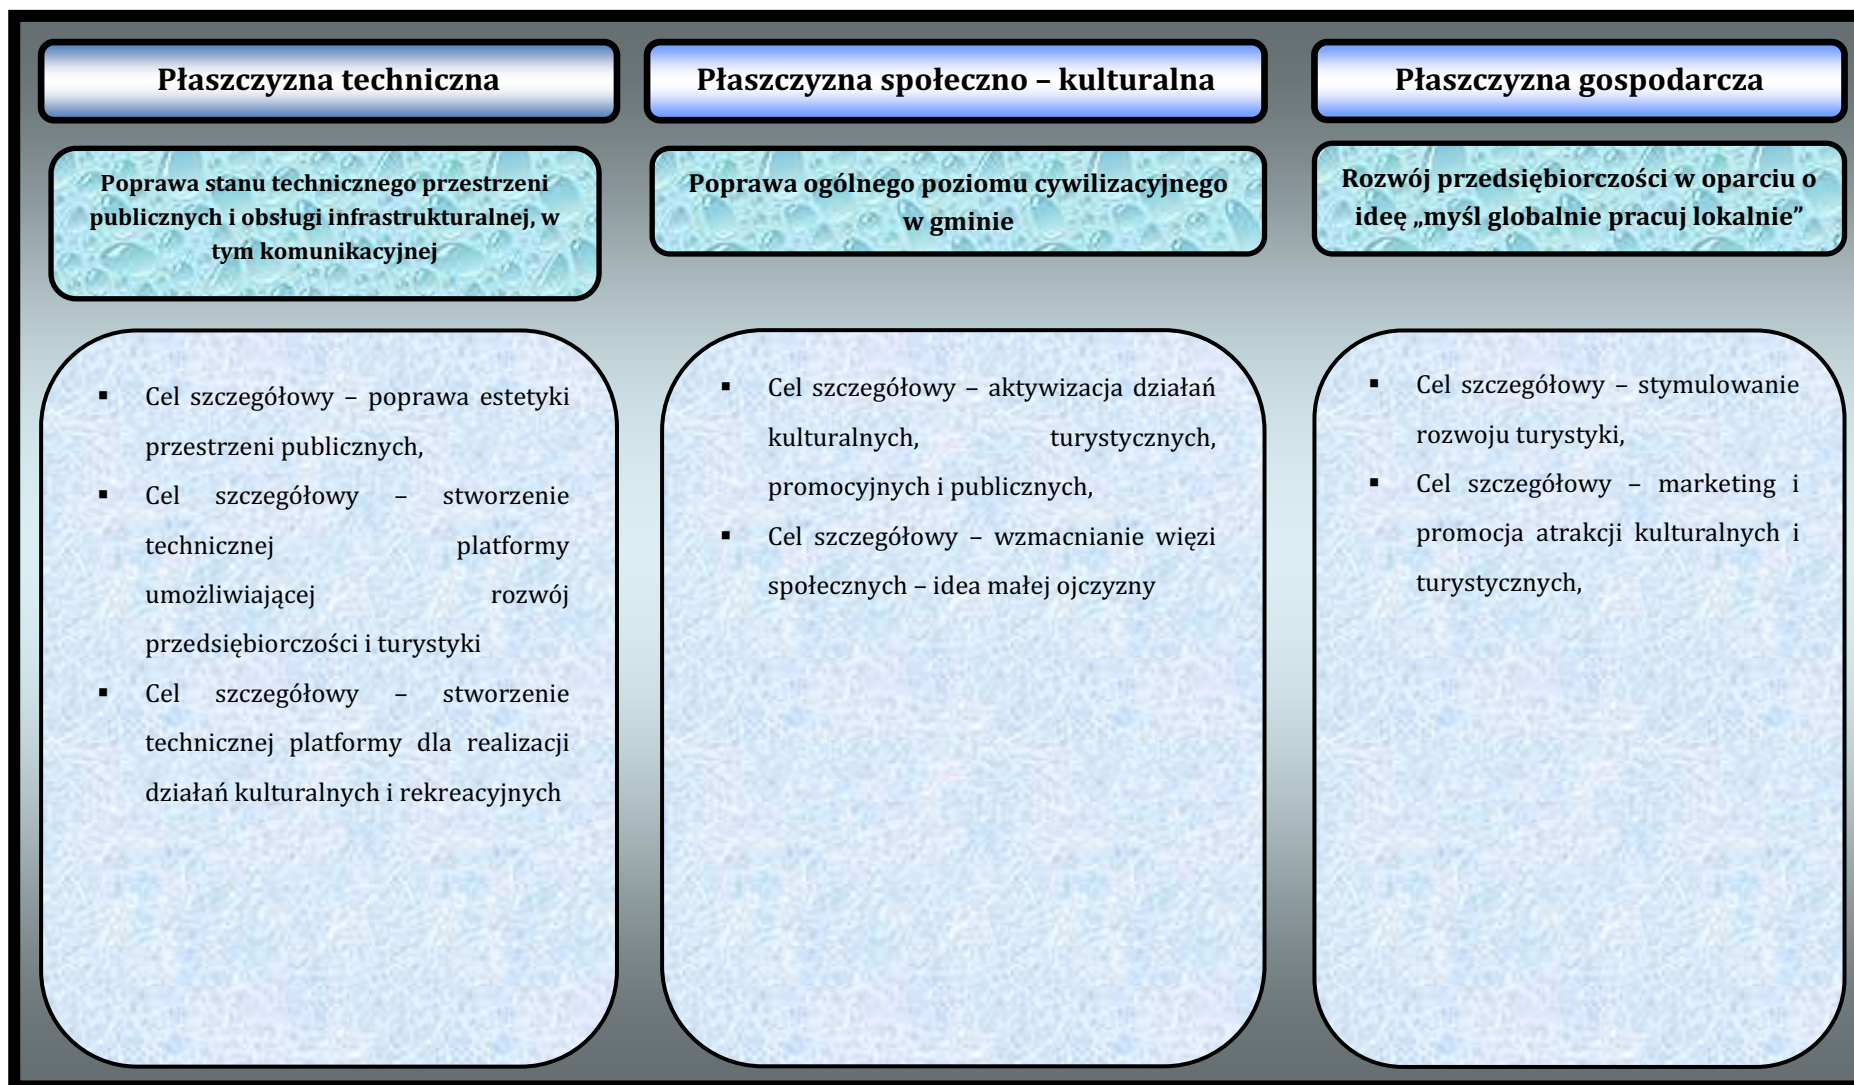 Płaszczyzna techniczna
Poprawa stanu technicznego przestrzeni
publicznych i obsługi infrastrukturalnej, w
tym komunikacyjnej
▪ Cel szczegółowy – poprawa estetyki
przestrzeni publicznych,
▪ Cel szczegółowy – stworzenie
technicznej platformy
umożliwiającej rozwój
przedsiębiorczości i turystyki
▪ Cel szczegółowy – stworzenie
technicznej platformy dla realizacji
działań kulturalnych i rekreacyjnych
Płaszczyzna społeczno – kulturalna
Poprawa ogólnego poziomu cywilizacyjnego
w gminie
▪ Cel szczegółowy – aktywizacja działań
kulturalnych, turystycznych,
promocyjnych i publicznych,
▪ Cel szczegółowy – wzmacnianie więzi
społecznych – idea małej ojczyzny
Płaszczyzna gospodarcza
Rozwój przedsiębiorczości w oparciu o
ideę „myśl globalnie pracuj lokalnie”
▪ Cel szczegółowy – stymulowanie
rozwoju turystyki,
▪ Cel szczegółowy – marketing i
promocja atrakcji kulturalnych i
turystycznych,